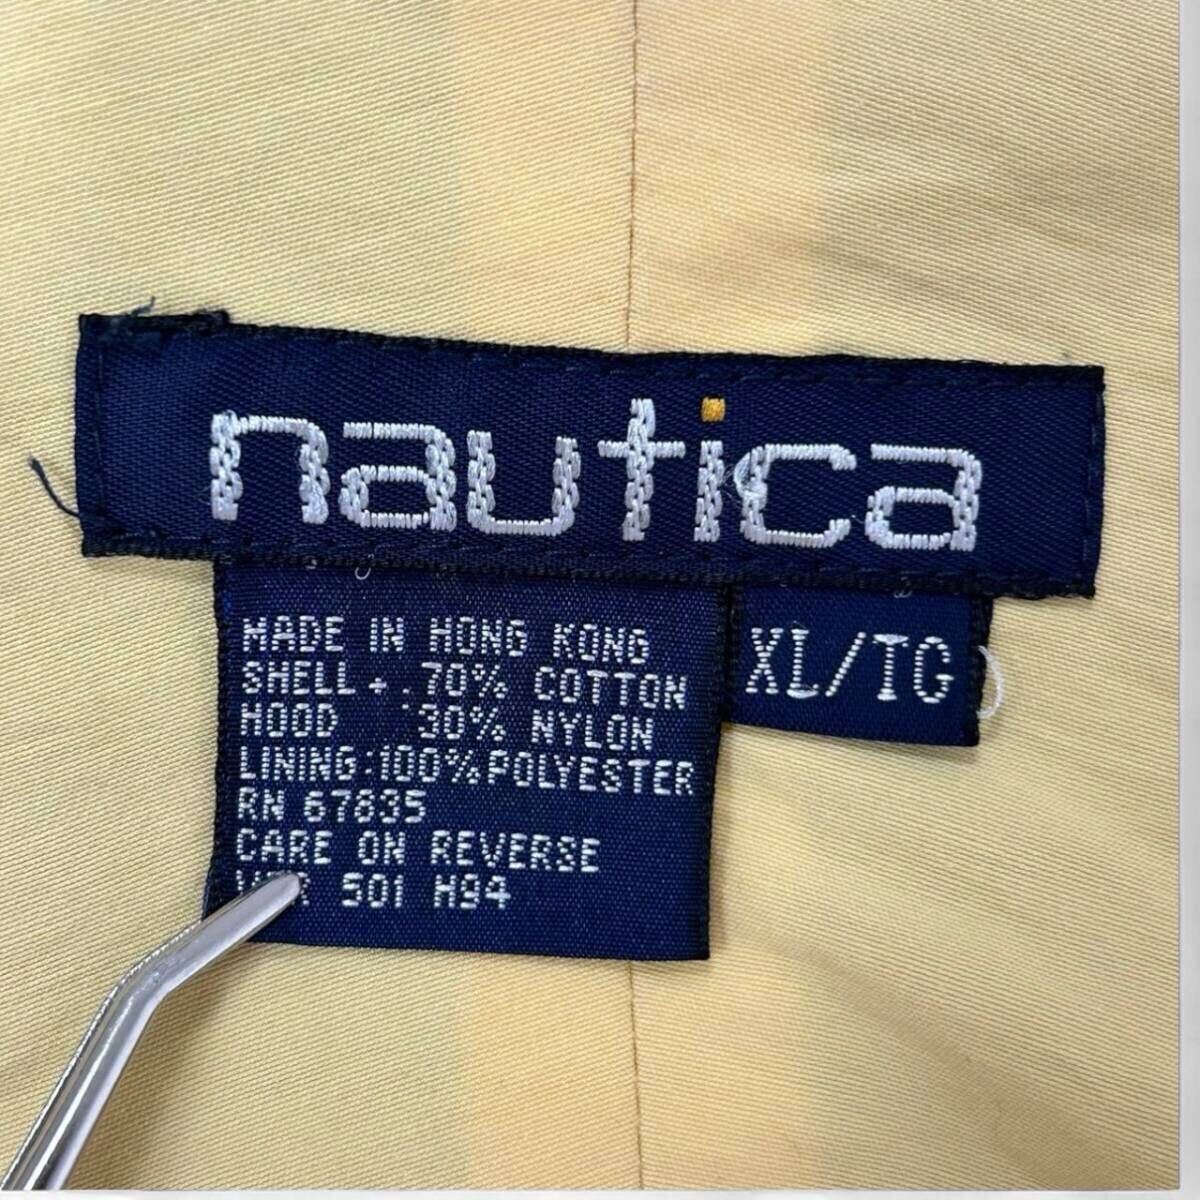 nautica
MADE IN HONG KONG
SHELL + : 70% COTTON
HOOD : 30% NYLON
LINING:100% POLYESTER
RN 67835
CARE ON REVERSE
501 H94
XL/TG